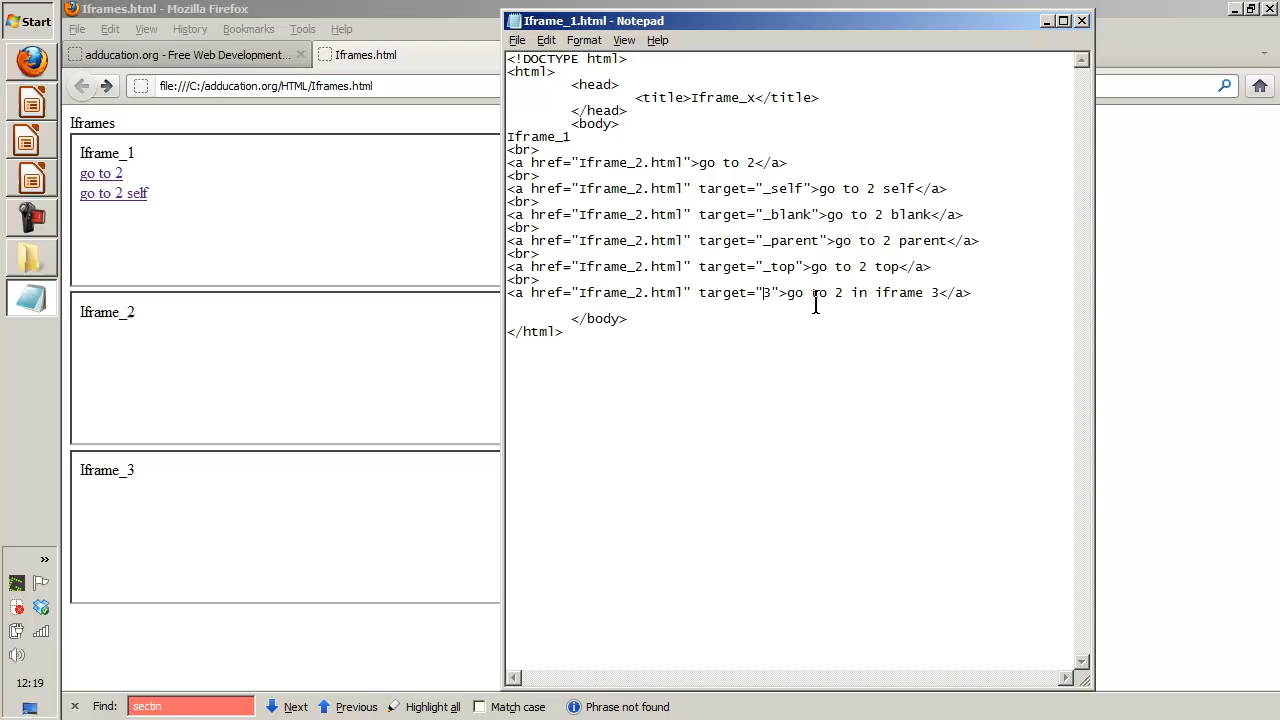 Start
Iframes.html - Mozilla Firefox
File Edit View History Bookmarks Tools Help
adducation.org - Free Web Development...
Iframes.html
file:///C:/adducation.org/HTML/Iframes.html
Iframes
Iframe_1
go to 2
go to 2 self
Iframe_2
Iframe_3
Iframe_1.html - Notepad
File Edit Format View Help
<!DOCTYPE html>
<html>
<head>
<title>Iframe_x</title>
</head>
<body>
Iframe_1
<br>
<a href="Iframe_2.html">go to 2</a>
<br>
<a href="Iframe_2.html" target="_self">go to 2 self</a>
<br>
<a href="Iframe_2.html" target="_blank">go to 2 blank</a>
<br>
<a href="Iframe_2.html" target="_parent">go to 2 parent</a>
<br>
<a href="Iframe_2.html" target="_top">go to 2 top</a>
<br>
<a href="Iframe_2.html" target="3">go to 2 in iframe 3</a>
</body>
</html>
12:19
Find: sectin Next Previous Highlight all Match case Phrase not found